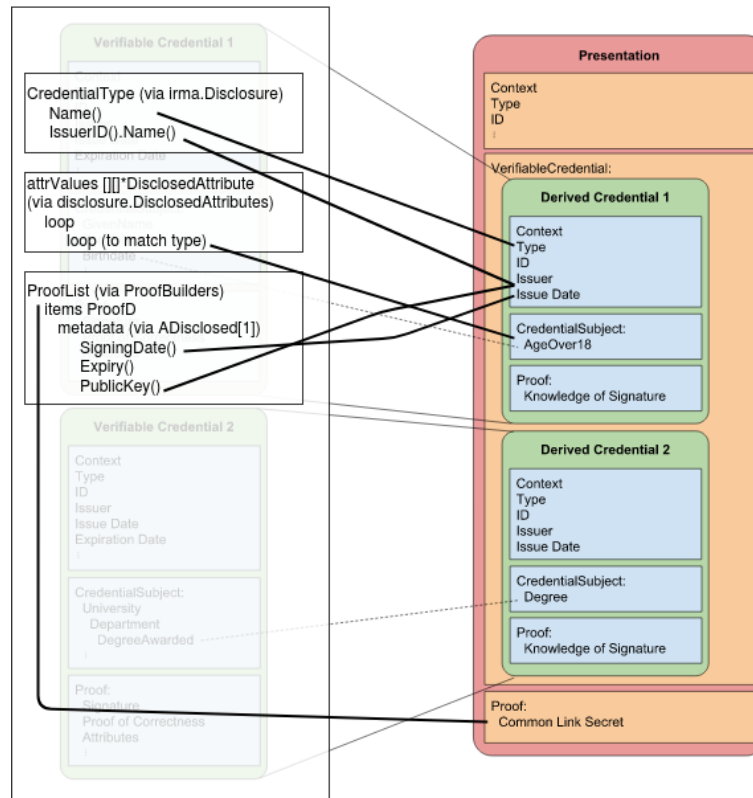 Verifiable Credential 1
Context
CredentialType (via irma.Disclosure)
Name()
IssuerID().Name()
Expiration Date
attrValues [][]*DisclosedAttribute
(via disclosure.DisclosedAttributes)
GivenName
loop
loop (to match type)
Birthdate
ProofList (via ProofBuilders)
items ProofD
metadata (via ADisclosed[1])
SigningDate()
Expiry()
PublicKey()
Verifiable Credential 2
Context
Type
ID
Issuer
Issue Date
Expiration Date
:
CredentialSubject:
University
Department
DegreeAwarded
:
Proof:
Signature
Proof of Correctness
Attributes
:
Presentation
Context
Type
ID
:
VerifiableCredential:
Derived Credential 1
Context
Type
ID
Issuer
Issue Date
CredentialSubject:
AgeOver18
Proof:
Knowledge of Signature
Derived Credential 2
Context
Type
ID
Issuer
Issue Date
CredentialSubject:
Degree
Proof:
Knowledge of Signature
Proof:
Common Link Secret